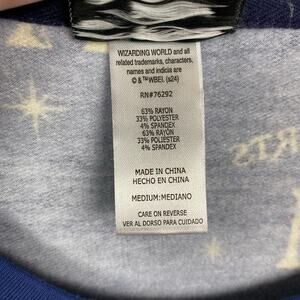 WIZARDING WORLD and all
related trademarks, characters,
names and indicia are
© & ™WBEI. (s24)
RN#76292
63% RAYON
33% POLYESTER
4% SPANDEX
63% RAYON
33% POLIESTER
4% SPANDEX
MADE IN CHINA
HECHO EN CHINA
MEDIUM/MEDIANO
CARE ON REVERSE
VER AL DORSO PARA CUIDADO